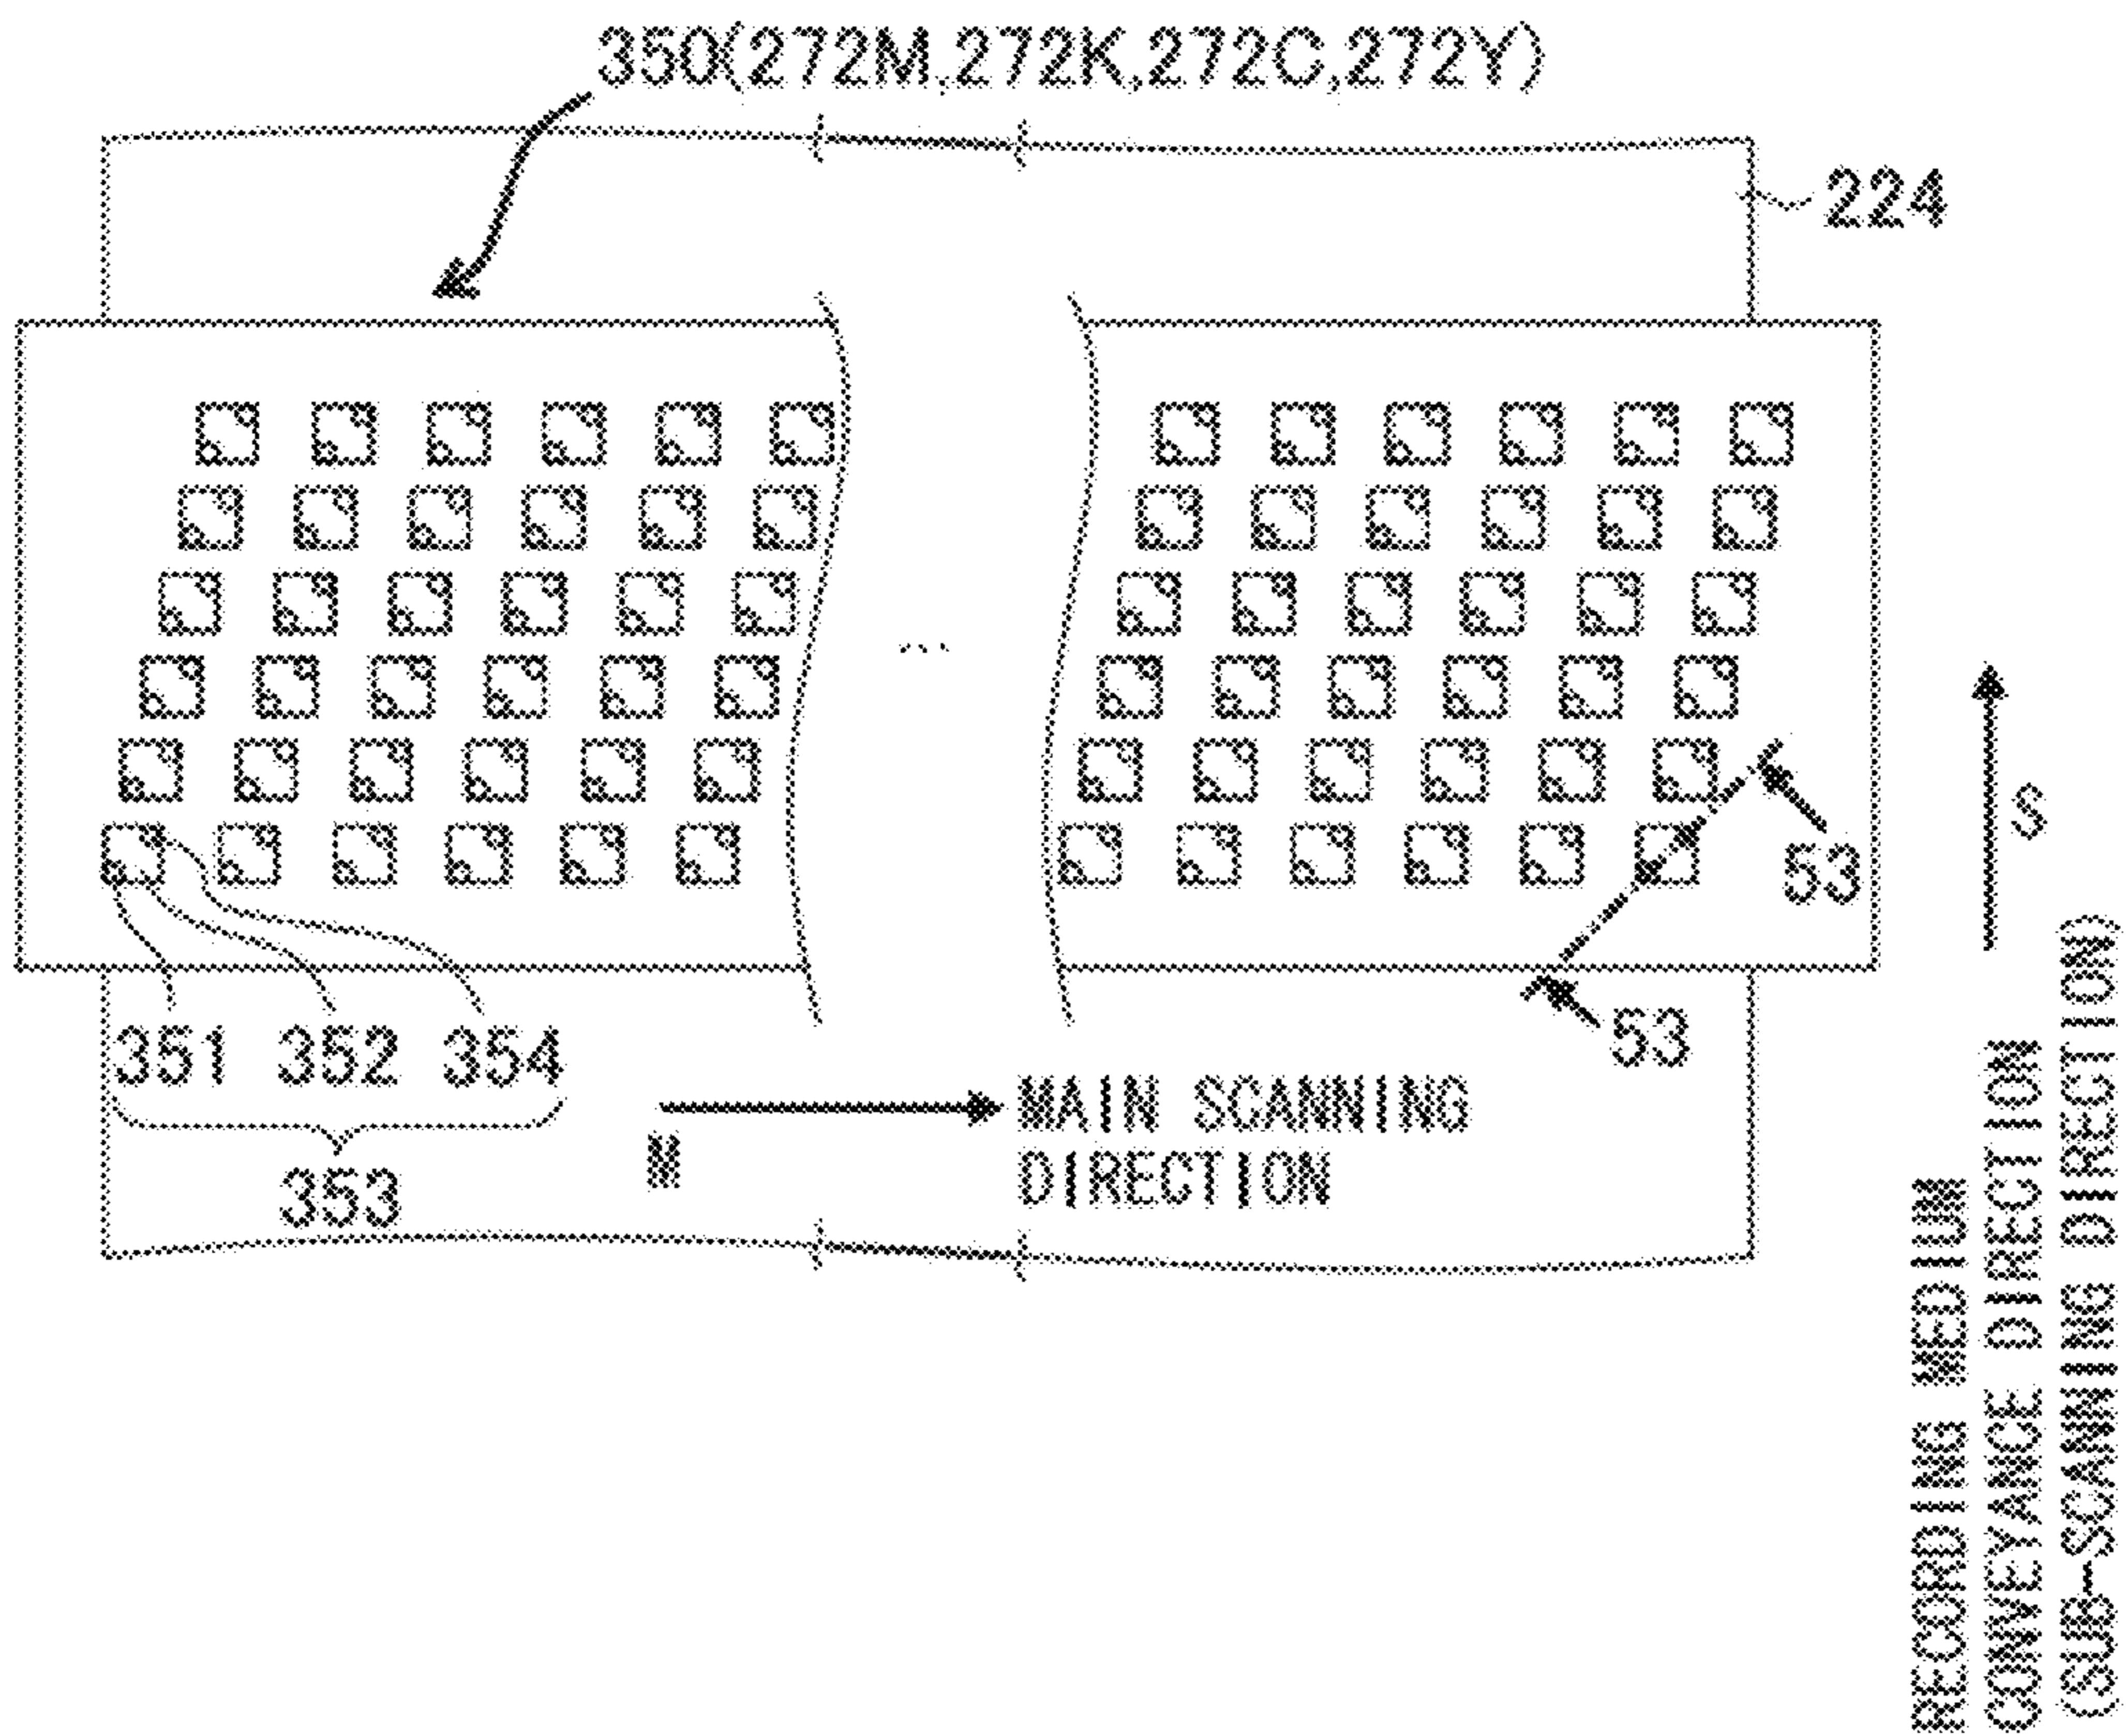 350(272M,272K,272C,272Y)
224
...
53
53
S
351 352 354
353
M
MAIN SCANNING
DIRECTION
RECORDING MEDIUM
CONVEYANCE DIRECTION
(SUB-SCANNING DIRECTION)